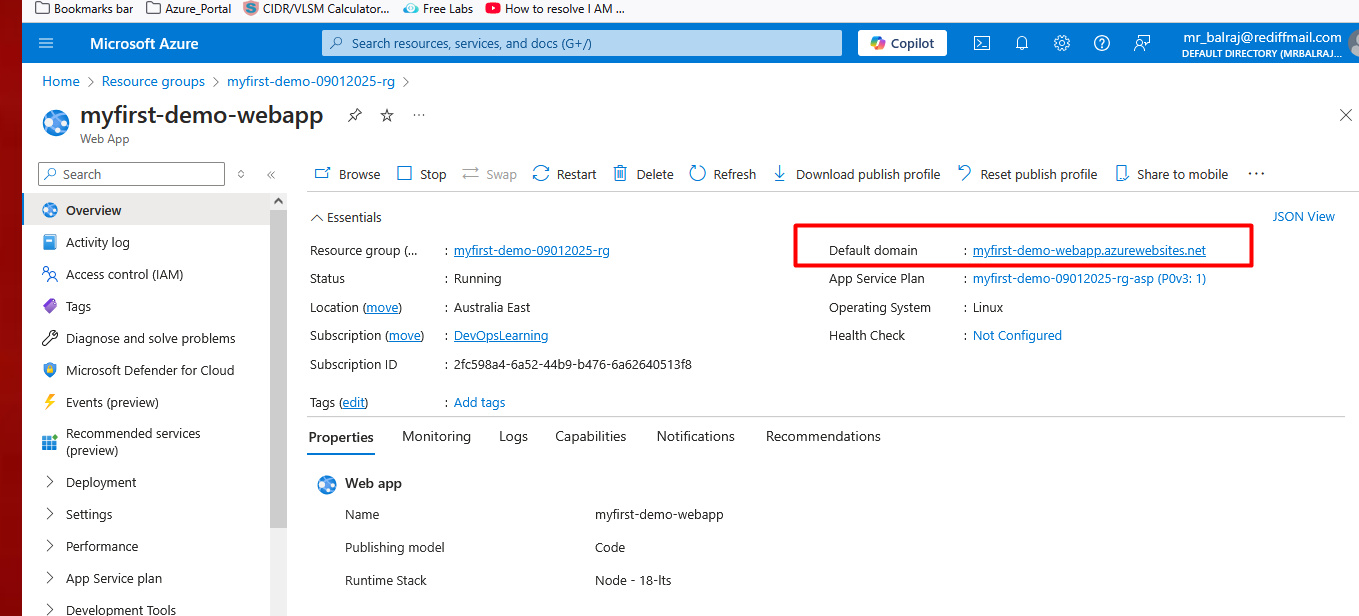 Bookmarks bar Azure_Portal CIDR/VLSM Calculator... Free Labs How to resolve I AM ...
Microsoft Azure Search resources, services, and docs (G+/) Copilot mr_balraj@rediffmail.com
DEFAULT DIRECTORY (MRBALRAJ...
Home > Resource groups > myfirst-demo-09012025-rg >
myfirst-demo-webapp ...
Web App
Search
Browse Stop Swap Restart Delete Refresh Download publish profile Reset publish profile Share to mobile ...
Overview
Activity log
Access control (IAM)
Tags
Diagnose and solve problems
Microsoft Defender for Cloud
Events (preview)
Recommended services
(preview)
Deployment
Settings
Performance
App Service plan
Development Tools
Essentials JSON View
Resource group (... : myfirst-demo-09012025-rg
Status : Running
Location (move) : Australia East
Subscription (move) : DevOpsLearning
Subscription ID : 2fc598a4-6a52-44b9-b476-6a62640513f8
Default domain : myfirst-demo-webapp.azurewebsites.net
App Service Plan : myfirst-demo-09012025-rg-asp (P0v3: 1)
Operating System : Linux
Health Check : Not Configured
Tags (edit) : Add tags
Properties Monitoring Logs Capabilities Notifications Recommendations
Web app
Name myfirst-demo-webapp
Publishing model Code
Runtime Stack Node - 18-lts